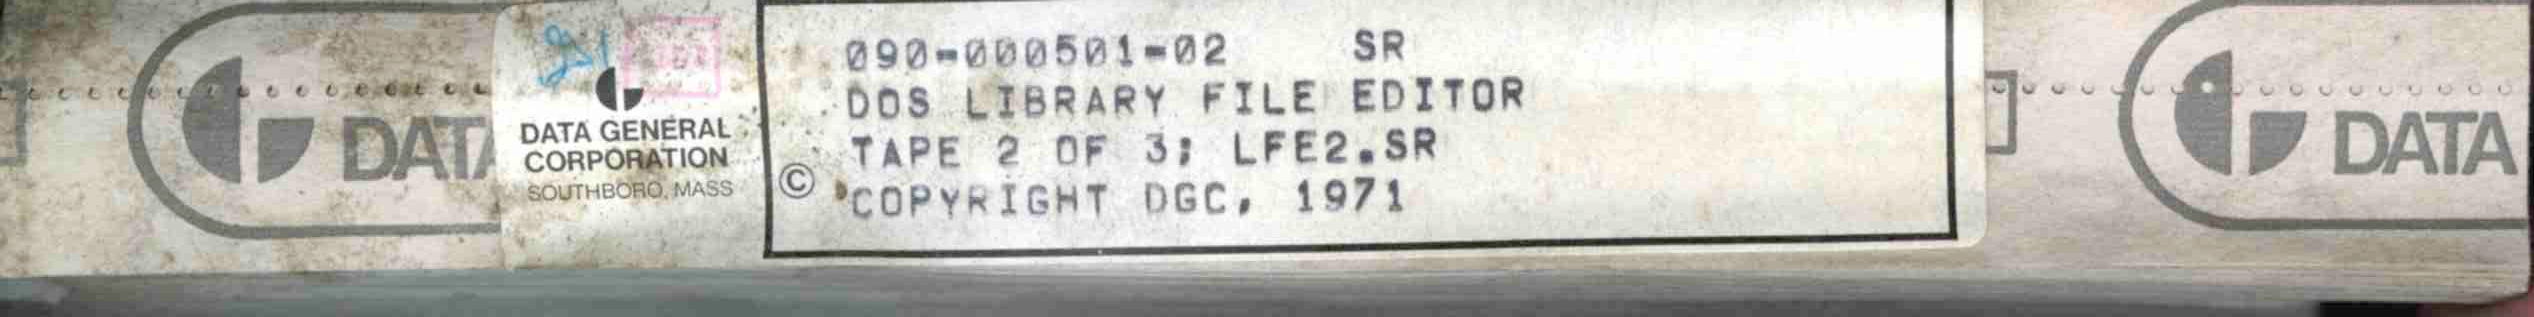 DATA
DATA GENERAL
CORPORATION
SOUTHBORO, MASS
090-000501-02 SR
DOS LIBRARY FILE EDITOR
TAPE 2 OF 3; LFE2.SR
© COPYRIGHT DGC, 1971
DATA